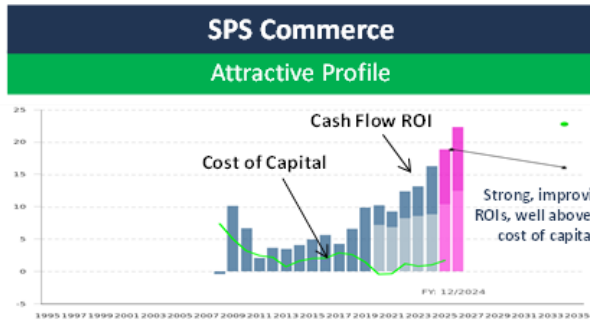 SPS Commerce
Attractive Profile
25
20
15
10
5
0
-5
Cash Flow ROI
Cost of Capital
Strong, improvi
ROIs, well above
cost of capita
FY: 12/2024
1995 1997 1999 2001 2003 2005 2007 2009 2011 2013 2015 2017 2019 2021 2023 2025 2027 2029 2031 2033 2035